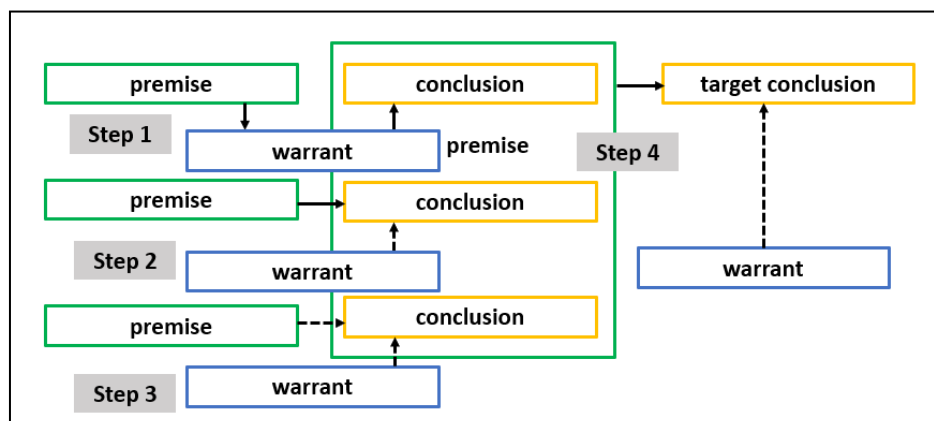 premise
conclusion
target conclusion
Step 1
warrant
premise
Step 4
premise
conclusion
Step 2
warrant
warrant
premise
conclusion
Step 3
warrant